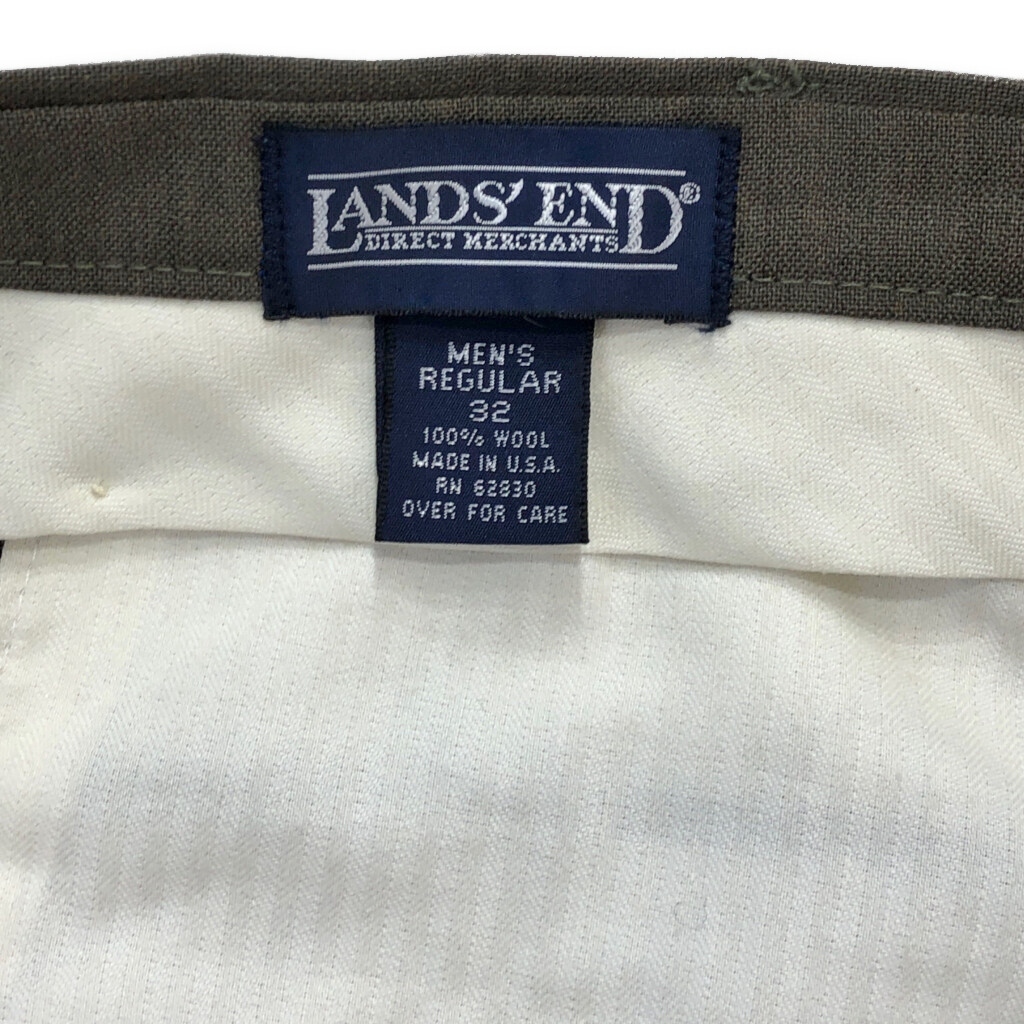 LANDS' END®
DIRECT MERCHANTS
MEN'S
REGULAR
32
100% WOOL
MADE IN U.S.A.
RN 62830
OVER FOR CARE